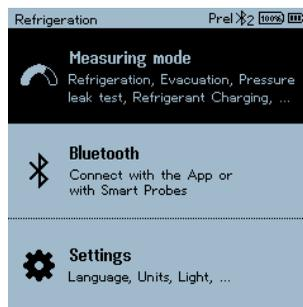 Refrigeration Prel 2 100%
Measuring mode
Refrigeration, Evacuation, Pressure
leak test, Refrigerant Charging, ...
Bluetooth
Connect with the App or
with Smart Probes
Settings
Language, Units, Light, ...